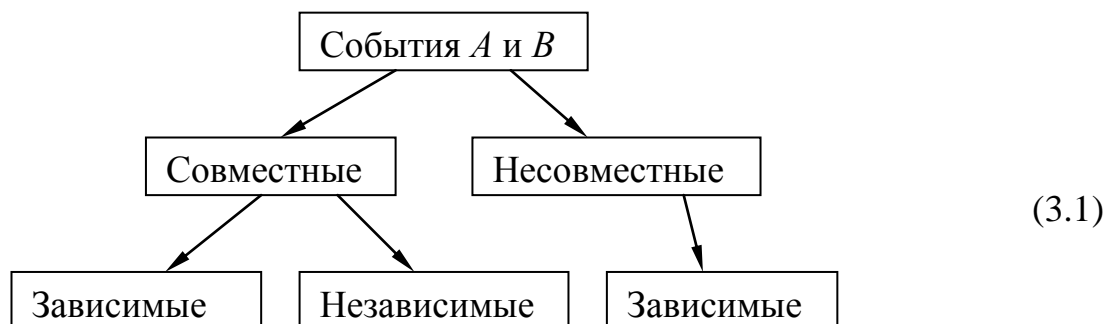 События A и B
Совместные Несовместные
(3.1)
Зависимые Независимые Зависимые